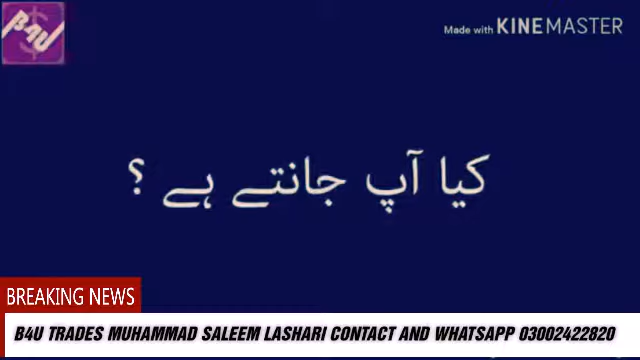 B4U
Made with KINEMASTER
کیا آپ جانتے ہے ؟
BREAKING NEWS
B4U TRADES MUHAMMAD SALEEM LASHARI CONTACT AND WHATSAPP 03002422820